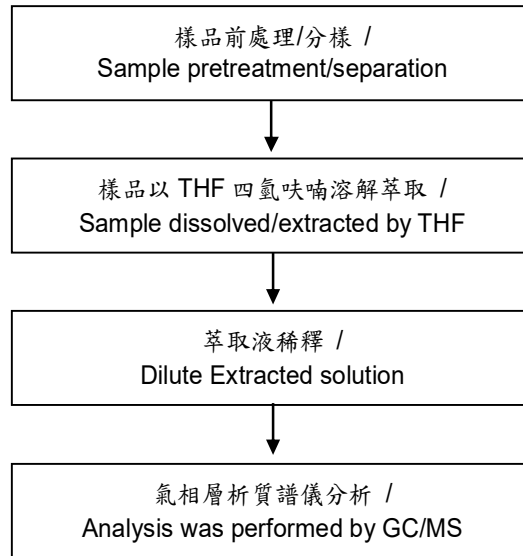 樣品前處理/分樣 /
Sample pretreatment/separation
樣品以 THF 四氫呋喃溶解萃取 /
Sample dissolved/extracted by THF
萃取液稀釋 /
Dilute Extracted solution
氣相層析質譜儀分析 /
Analysis was performed by GC/MS